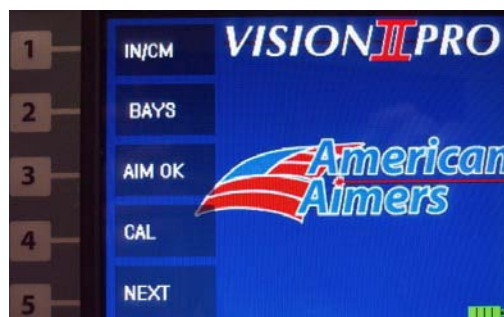 VISION II PRO
1 IN/CM
2 BAYS
3 AIM OK
American
Aimers
4 CAL
5 NEXT